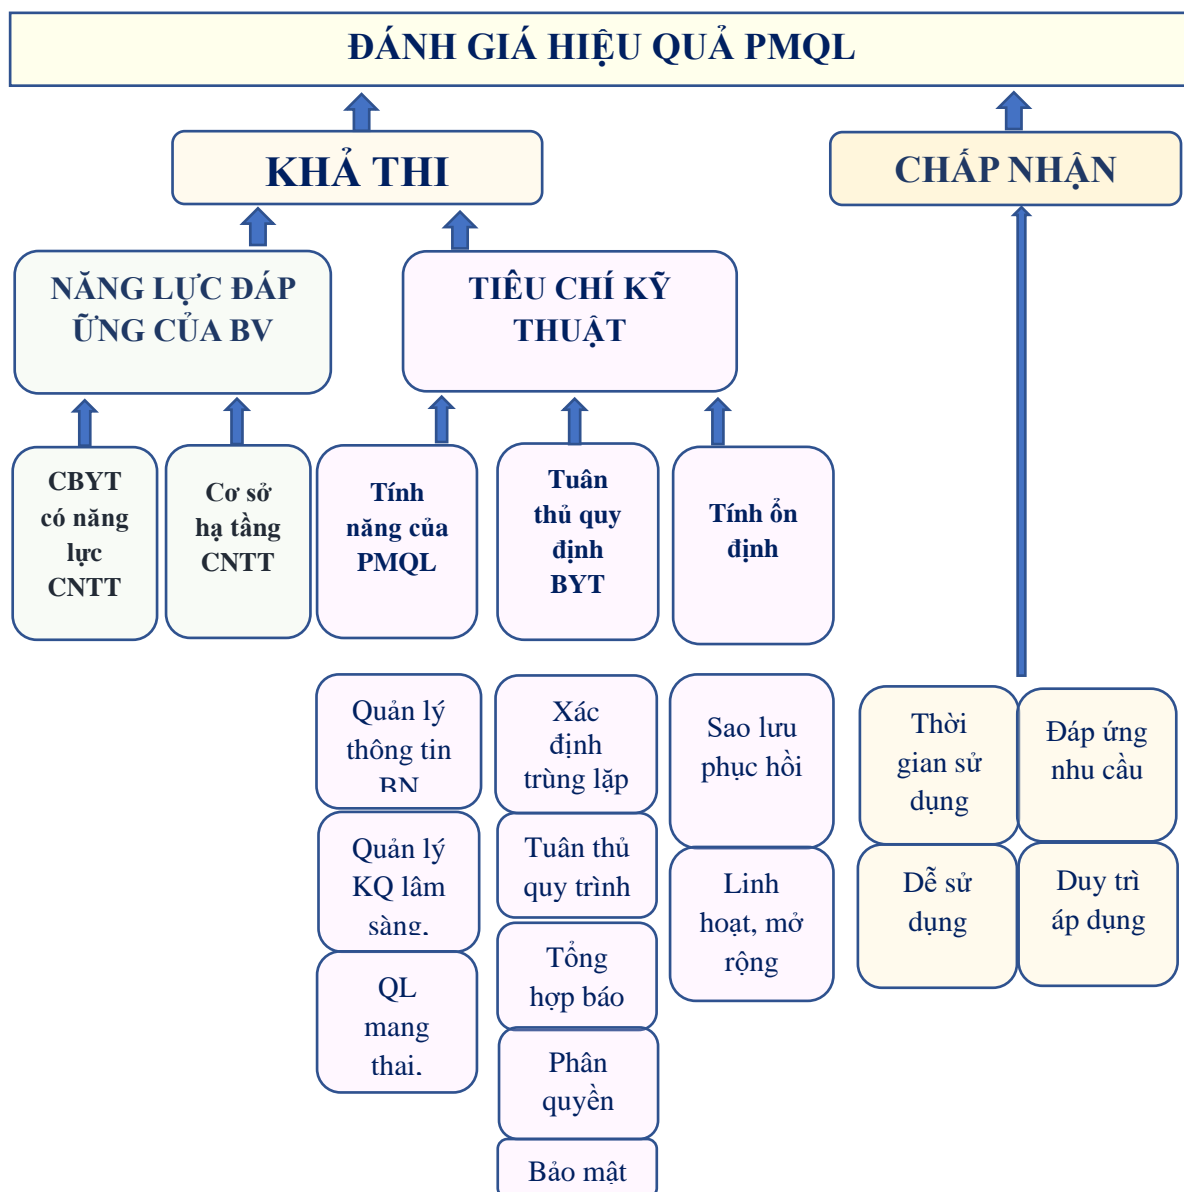 ĐÁNH GIÁ HIỆU QUẢ PMQL
KHẢ THI
CHẤP NHẬN
NĂNG LỰC ĐÁP
ỮNG CỦA BV
TIÊU CHÍ KỸ
THUẬT
CBYT
có năng
lực
CNTT
Cơ sở
hạ tầng
CNTT
Tính
năng của
PMQL
Tuân
thủ quy
định
BYT
Tính ổn
định
Quản lý
thông tin
BN
Quản lý
KQ lâm
sàng,
QL
mang
thai,
Xác
định
trùng lặp
Tuân thủ
quy trình
Tổng
hợp báo
Phân
quyền
Bảo mật
Sao lưu
phục hồi
Linh
hoạt, mở
rộng
Thời
gian sử
dụng
Đáp ứng
nhu cầu
Dễ sử
dụng
Duy trì
áp dụng